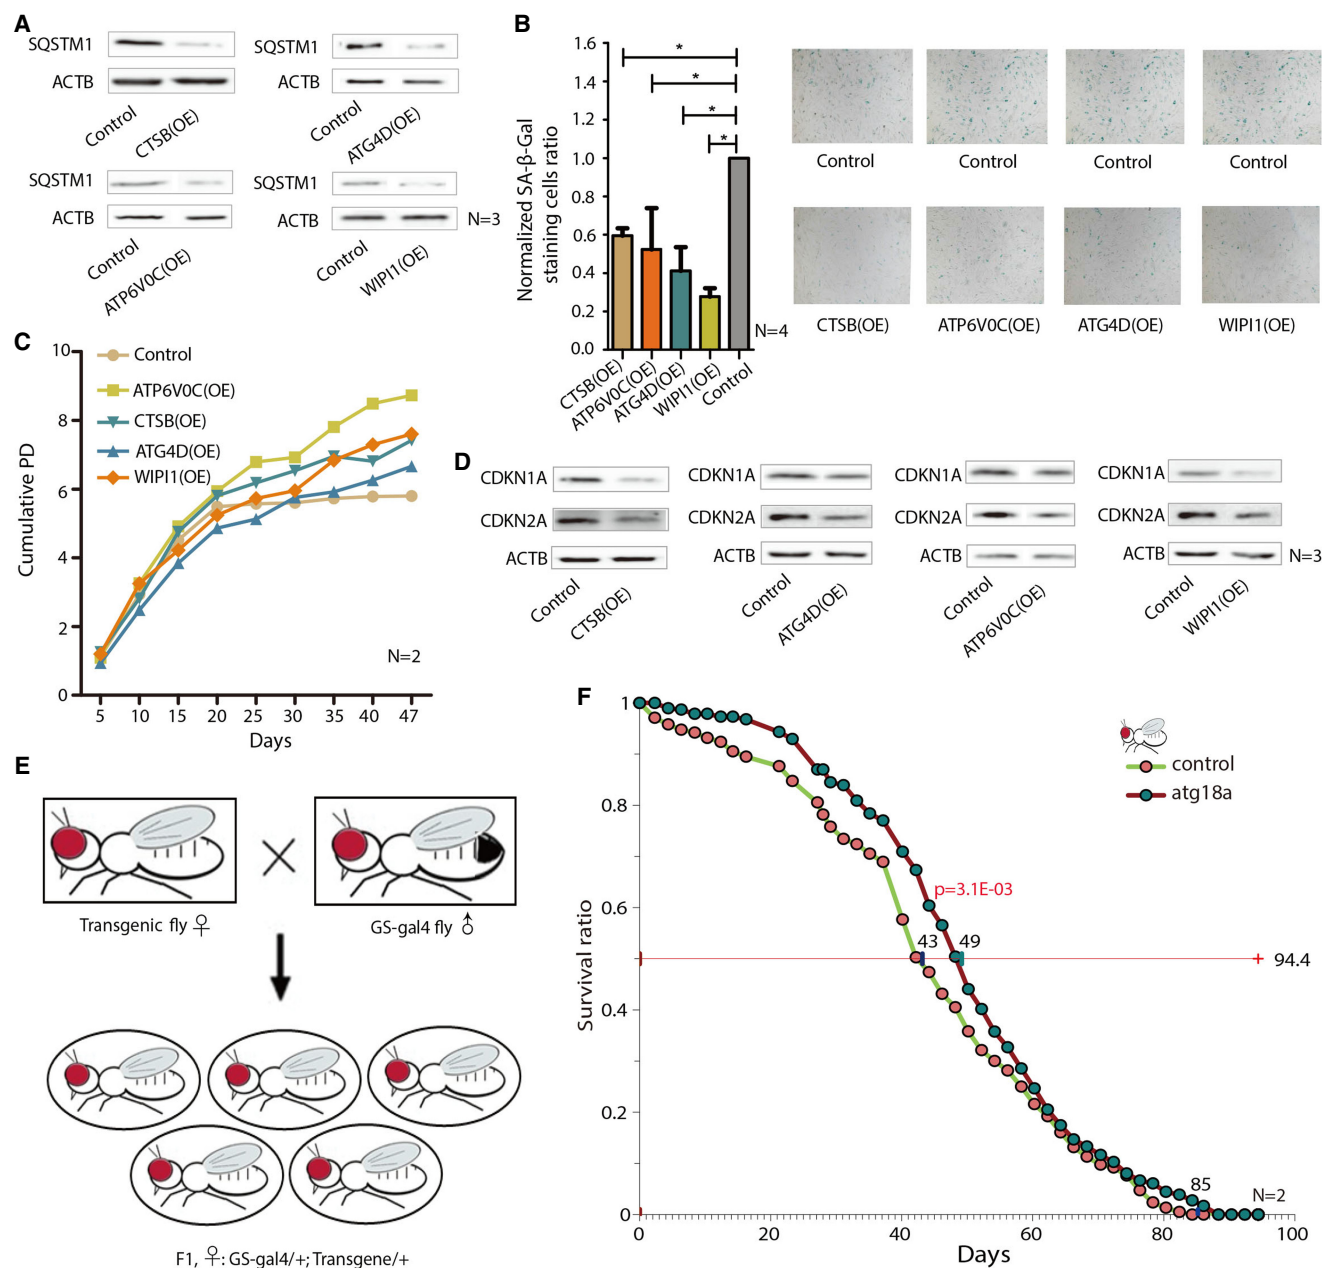 A
SQSTM1
ACTB
Control
CTSB(OE)
SQSTM1
ACTB
Control
ATG4D(OE)
SQSTM1
ACTB
Control
ATP6V0C(OE)
SQSTM1
ACTB
N=3
Control
WIPI1(OE)
B
Normalized SA-β-Gal
staining cells ratio
1.6
1.4
1.2
1.0
0.8
0.6
0.4
0.2
0.0
*
*
*
*
N=4
CTSB(OE)
ATP6V0C(OE)
ATG4D(OE)
WIPI1(OE)
Control
Control
Control
Control
Control
CTSB(OE)
ATP6V0C(OE)
ATG4D(OE)
WIPI1(OE)
C
Cumulative PD
10
8
6
4
2
0
Control
ATP6V0C(OE)
CTSB(OE)
ATG4D(OE)
WIPI1(OE)
N=2
5 10 15 20 25 30 35 40 47
Days
D
CDKN1A
CDKN2A
ACTB
Control
CTSB(OE)
CDKN1A
CDKN2A
ACTB
Control
ATG4D(OE)
CDKN1A
CDKN2A
ACTB
Control
ATP6V0C(OE)
CDKN1A
CDKN2A
ACTB
N=3
Control
WIPI1(OE)
E
Transgenic fly ♀
GS-gal4 fly ♂
F1, ♀: GS-gal4/+; Transgene/+
F
Survival ratio
1
0.8
0.6
0.4
0.2
0
control
atg18a
p=3.1E-03
43
49
94.4
85
N=2
0 20 40 60 80 100
Days